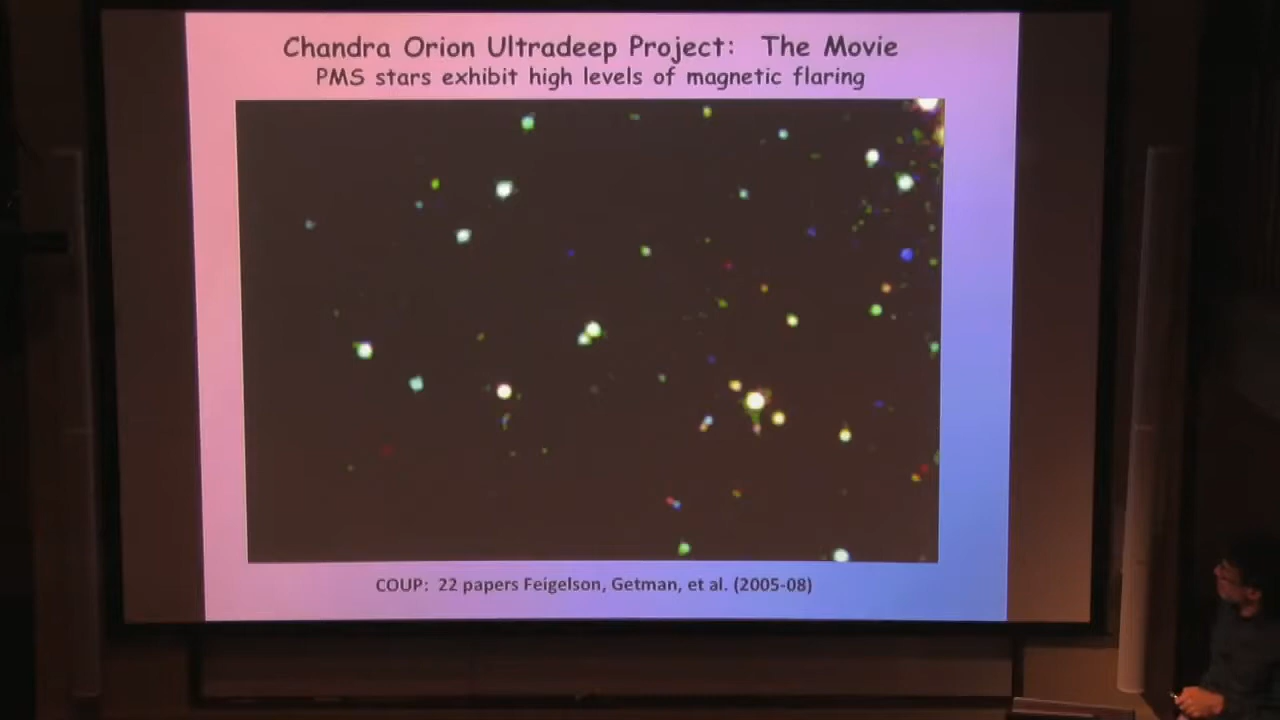 Chandra Orion Ultradeep Project: The Movie
PMS stars exhibit high levels of magnetic flaring
COUP: 22 papers Feigelson, Getman, et al. (2005-08)